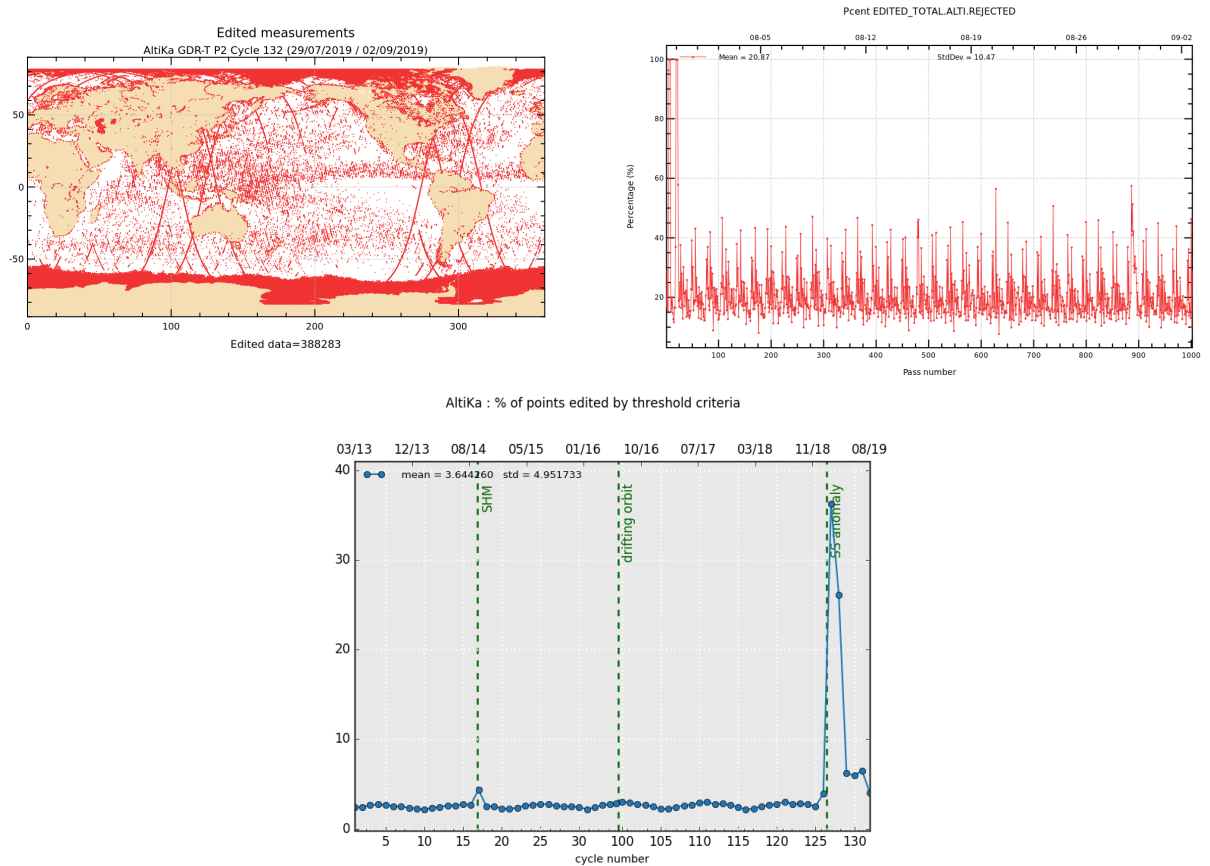 Edited measurements
AltiKa GDR-T P2 Cycle 132 (29/07/2019 / 02/09/2019)
50
0
-50
0 100 200 300
Edited data=388283
Pcent EDITED_TOTAL.ALTI.REJECTED
08-05 08-12 08-19 08-26 09-02
Mean = 20.87 StdDev = 10.47
100
80
60
40
20
Percentage (%)
100 200 300 400 500 600 700 800 900 1000
Pass number
AltiKa : % of points edited by threshold criteria
03/13 12/13 08/14 05/15 01/16 10/16 07/17 03/18 11/18 08/19
mean = 3.644260 std = 4.951733
SHM
drifting orbit
SS anomaly
40
30
20
10
0
5 10 15 20 25 30 100 105 110 115 120 125 130
cycle number